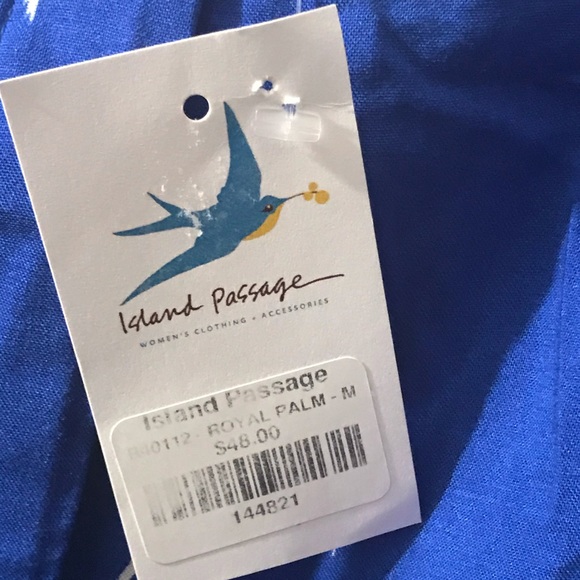 Island Passage
WOMEN'S CLOTHING + ACCESSORIES
Island Passage
ROYAL PALM - M
$48.00
144821